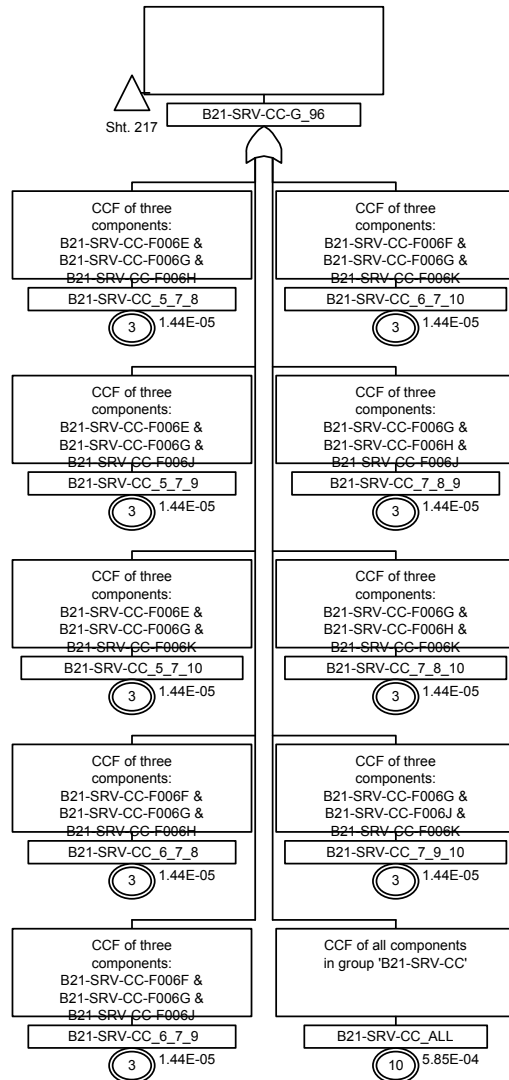 Sht. 217
B21-SRV-CC-G_96
CCF of three
components:
B21-SRV-CC-F006E &
B21-SRV-CC-F006G &
B21-SRV-CC-F006H
B21-SRV-CC_5_7_8
3
1.44E-05
CCF of three
components:
B21-SRV-CC-F006F &
B21-SRV-CC-F006G &
B21-SRV-CC-F006K
B21-SRV-CC_6_7_10
3
1.44E-05
CCF of three
components:
B21-SRV-CC-F006E &
B21-SRV-CC-F006G &
B21-SRV-CC-F006J
B21-SRV-CC_5_7_9
3
1.44E-05
CCF of three
components:
B21-SRV-CC-F006G &
B21-SRV-CC-F006H &
B21-SRV-CC-F006J
B21-SRV-CC_7_8_9
3
1.44E-05
CCF of three
components:
B21-SRV-CC-F006E &
B21-SRV-CC-F006G &
B21-SRV-CC-F006K
B21-SRV-CC_5_7_10
3
1.44E-05
CCF of three
components:
B21-SRV-CC-F006G &
B21-SRV-CC-F006H &
B21-SRV-CC-F006K
B21-SRV-CC_7_8_10
3
1.44E-05
CCF of three
components:
B21-SRV-CC-F006F &
B21-SRV-CC-F006G &
B21-SRV-CC-F006H
B21-SRV-CC_6_7_8
3
1.44E-05
CCF of three
components:
B21-SRV-CC-F006G &
B21-SRV-CC-F006J &
B21-SRV-CC-F006K
B21-SRV-CC_7_9_10
3
1.44E-05
CCF of three
components:
B21-SRV-CC-F006F &
B21-SRV-CC-F006G &
B21-SRV-CC-F006J
B21-SRV-CC_6_7_9
3
1.44E-05
CCF of all components
in group 'B21-SRV-CC'
B21-SRV-CC_ALL
10
5.85E-04